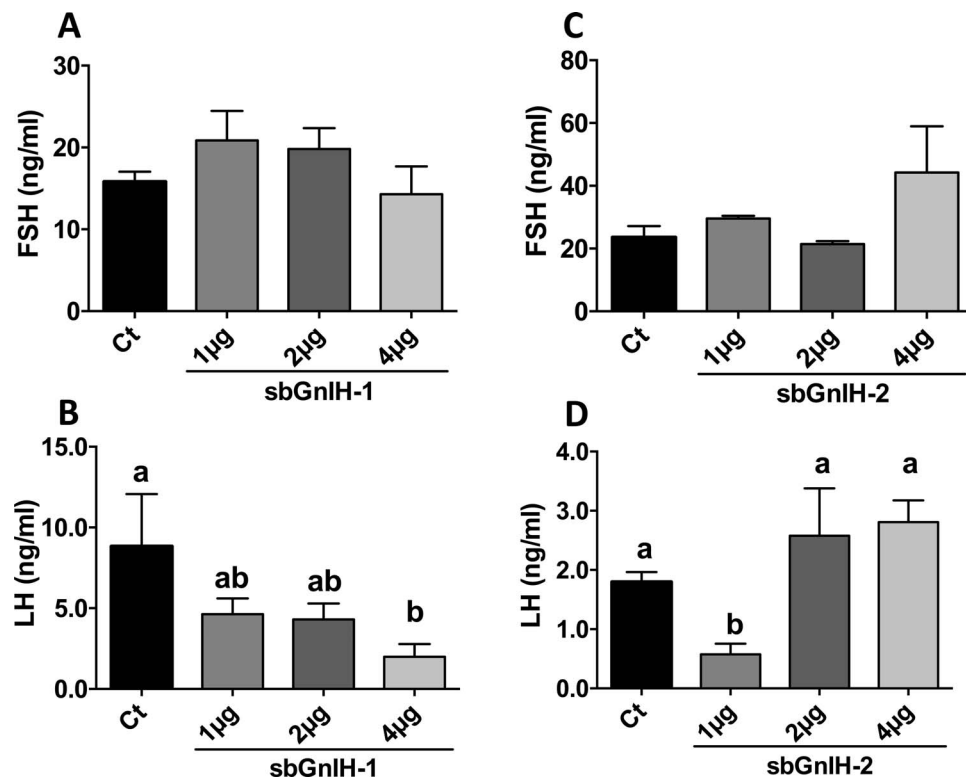 A
FSH (ng/ml)
30
20
10
0
Ct
1µg
2µg
4µg
sbGnIH-1
C
FSH (ng/ml)
80
60
40
20
0
Ct
1µg
2µg
4µg
sbGnIH-2
B
LH (ng/ml)
15.0
10.0
5.0
0.0
a
ab
ab
b
Ct
1µg
2µg
4µg
sbGnIH-1
D
LH (ng/ml)
4.0
3.0
2.0
1.0
0.0
a
b
a
a
Ct
1µg
2µg
4µg
sbGnIH-2